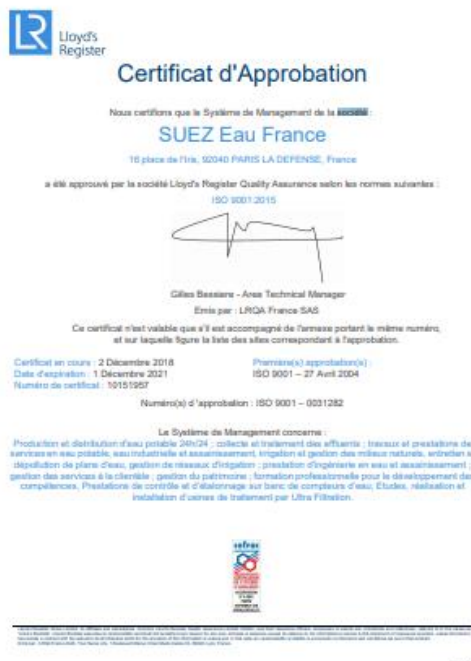 LR
Lloyd's
Register
Certificat d'Approbation
Nous certifions que le Système de Management de la société :
SUEZ Eau France
16 place de l'Iris, 92040 PARIS LA DEFENSE, France
a été approuvé par la société Lloyd's Register Quality Assurance selon les normes suivantes :
ISO 9001:2015
Gilles Bessiere - Area Technical Manager
Emis par : LRQA France SAS
Ce certificat n'est valable que s'il est accompagné de l'annexe portant le même numéro,
et sur laquelle figure la liste des sites correspondant à l'approbation.
Certificat en cours : 2 Décembre 2018
Date d'expiration : 1 Décembre 2021
Numéro de certificat : 10151957
Première(s) approbation(s) :
ISO 9001 – 27 Avril 2004
Numéro(s) d'approbation : ISO 9001 – 0031282
Le Système de Management concerne :
Production et distribution d'eau potable 24h/24 ; collecte et traitement des effluents ; travaux et prestations de
services en eau potable, eau industrielle et assainissement, irrigation et gestion des milieux naturels, entretien et
dépollution de plans d'eau, gestion de réseaux d'irrigation ; prestation d'ingénierie en eau et assainissement ;
gestion des services à la clientèle ; gestion du patrimoine ; formation professionnelle pour le développement des
compétences, Prestations de contrôle et d'étalonnage sur banc de compteurs d'eau; Etudes, réalisation et
installation d'usines de traitement par Ultra Filtration.
cofrac